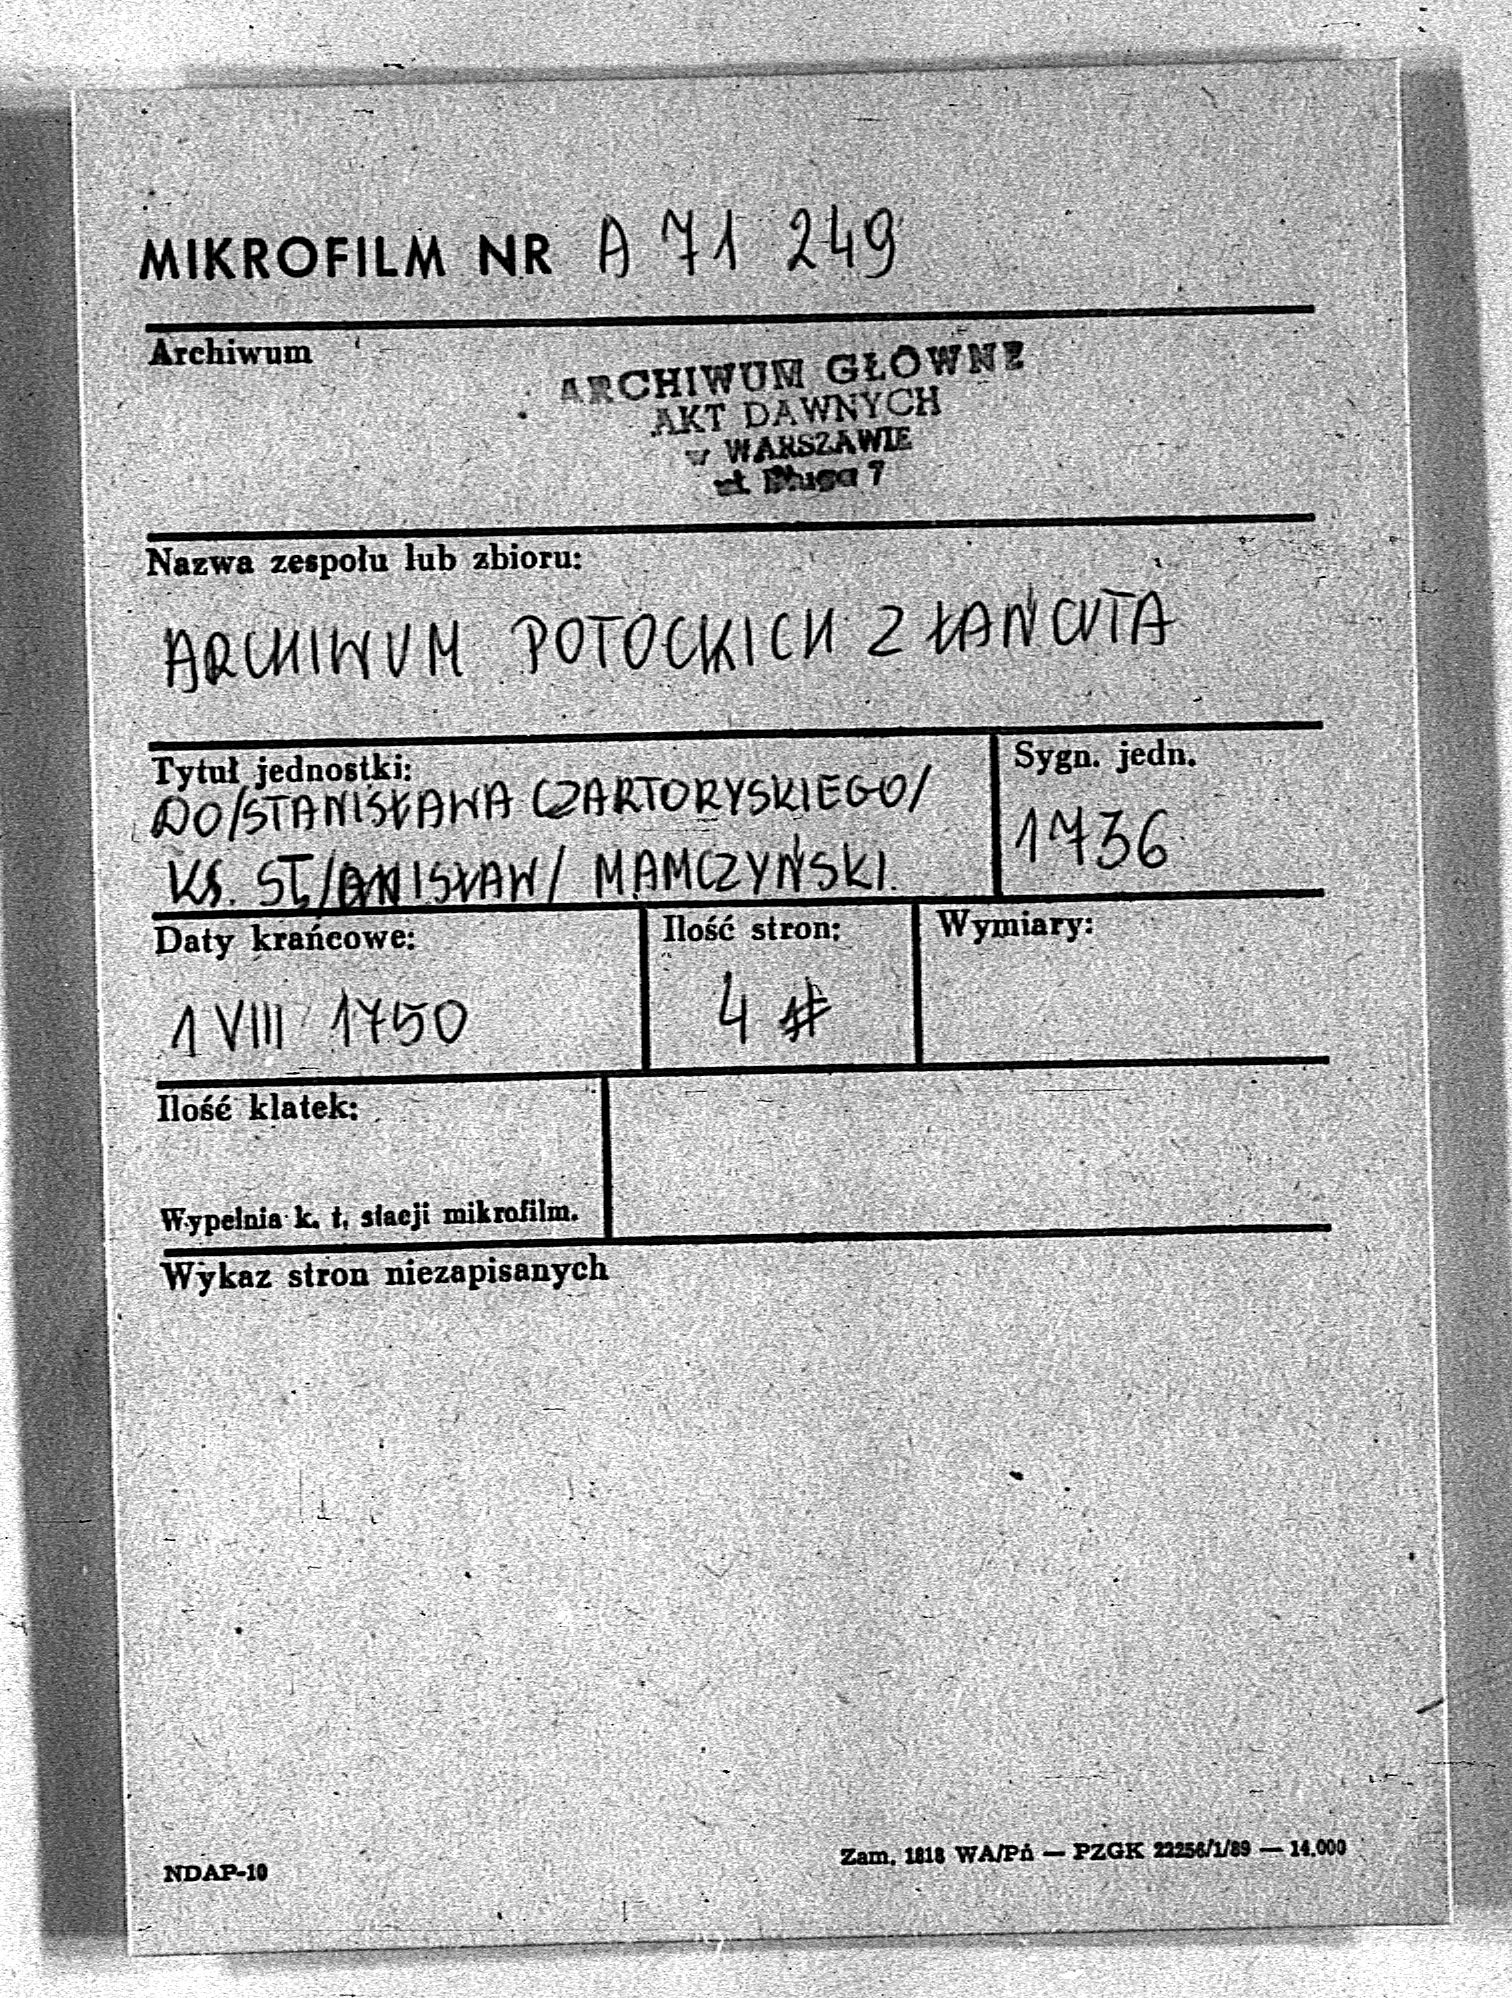 MIKROFILM NR A 71 249
Archiwum
ARCHIWUM GŁÓWNE
AKT DAWNYCH
w WARSZAWIE
ul. Długa 7
Nazwa zespołu lub zbioru:
ARCHIWUM POTOCKICH Z ŁAŃCUTA
Tytuł jednostki:
DO/STANISŁAWA CZARTORYSKIEGO/
KS. ST/ANISŁAW/ MAMCZYŃSKI
Sygn. jedn.
1736
Daty krańcowe:
1 VIII 1750
Ilość stron:
4 #
Wymiary:
Ilość klatek:
Wypełnia k. t. stacji mikrofilm.
Wykaz stron niezapisanych
NDAP-10
Zam. 1818 WA/Pń — PZGK 22256/1/89 — 14.000